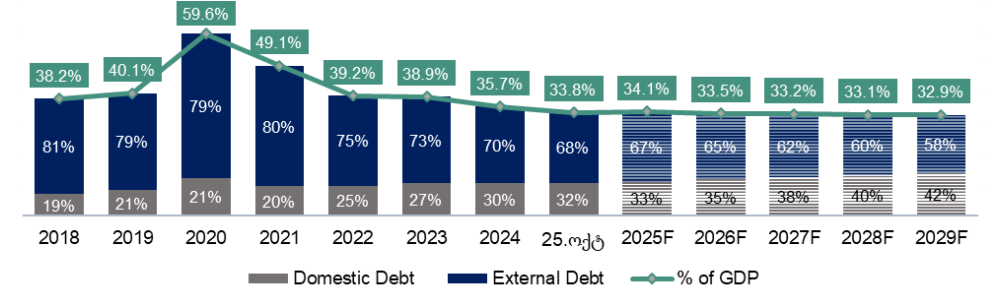 59.6%
49.1%
38.2% 40.1% 39.2% 38.9% 35.7% 33.8% 34.1% 33.5% 33.2% 33.1% 32.9%
81% 79% 79% 80% 75% 73% 70% 68% 67% 65% 62% 60% 58%
19% 21% 21% 20% 25% 27% 30% 32% 33% 35% 38% 40% 42%
2018 2019 2020 2021 2022 2023 2024 25.ოქტ 2025F 2026F 2027F 2028F 2029F
Domestic Debt External Debt % of GDP